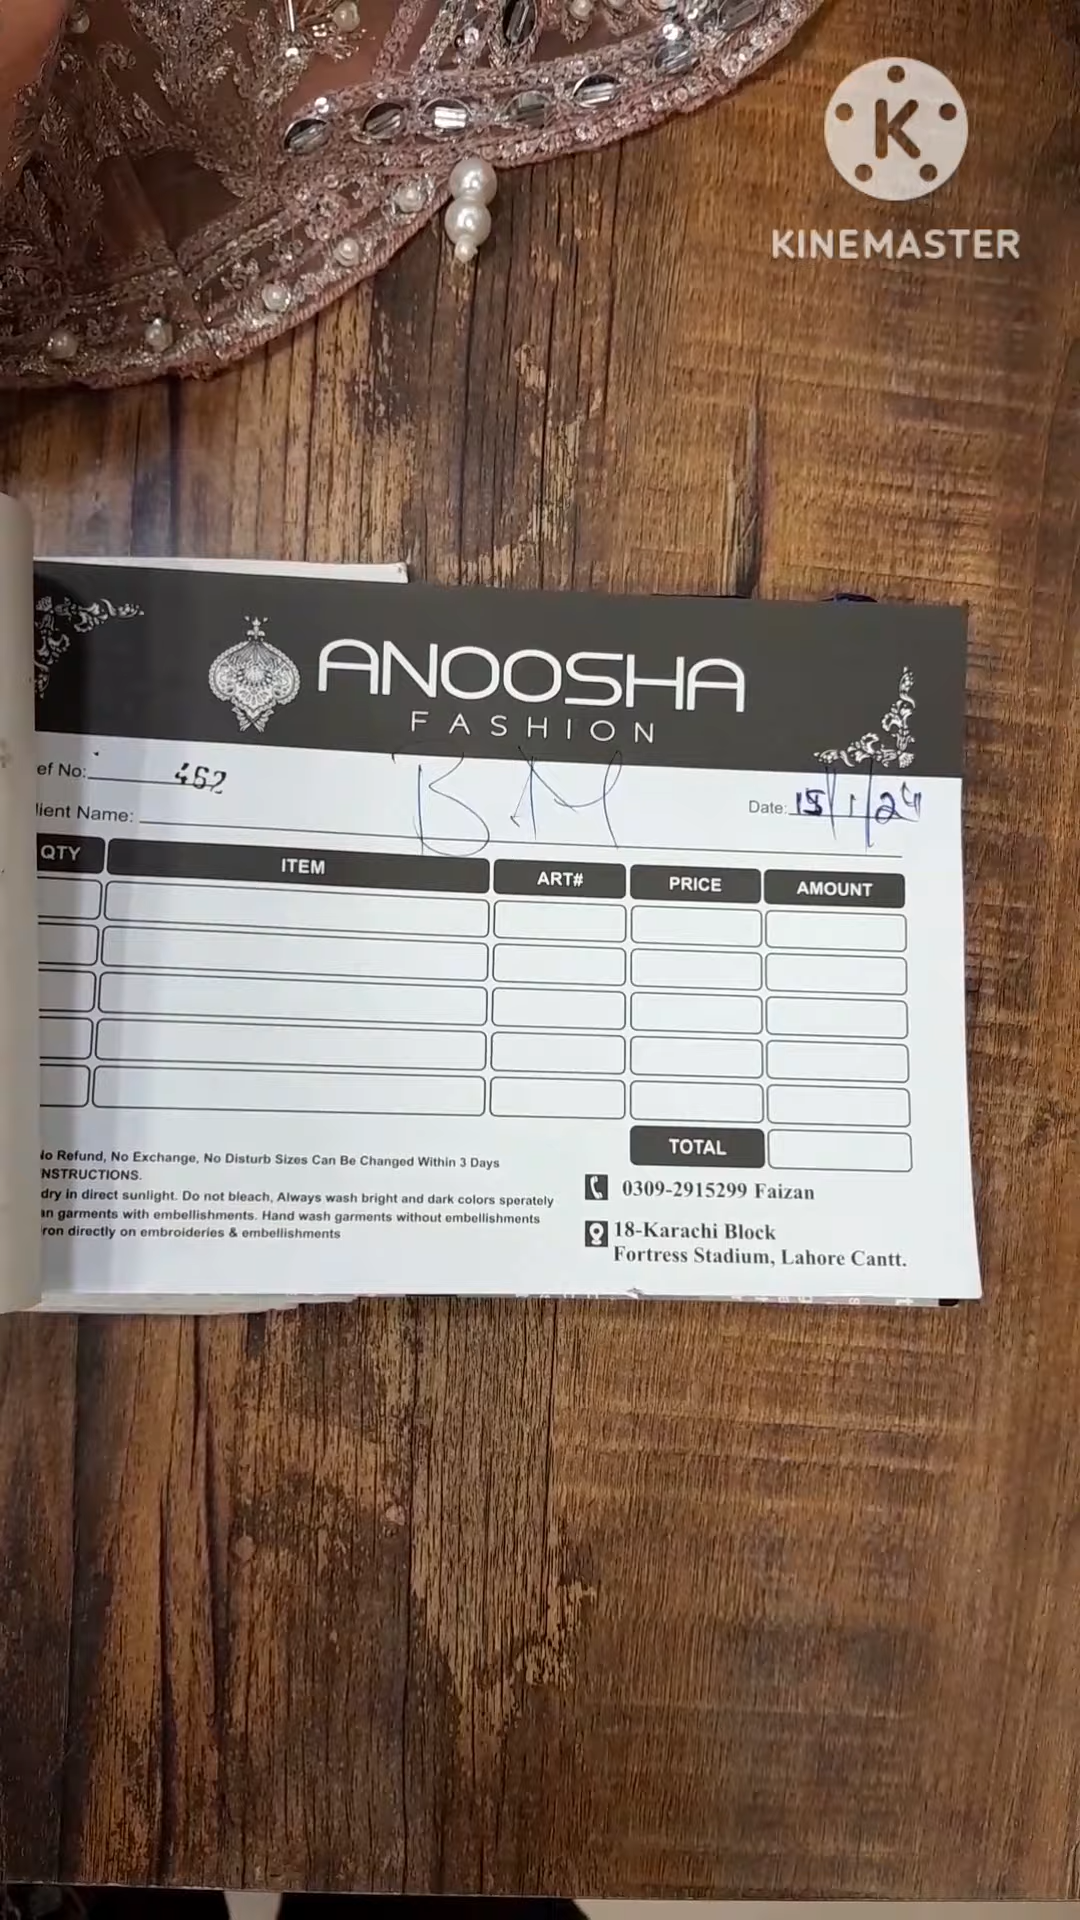 KINEMASTER
ANOOSHA
FASHION
ef No: 452
BM
lient Name:
Date: 15/1/24
QTY ITEM ART# PRICE AMOUNT
TOTAL
lo Refund, No Exchange, No Disturb Sizes Can Be Changed Within 3 Days
NSTRUCTIONS.
dry in direct sunlight. Do not bleach, Always wash bright and dark colors sperately
an garments with embellishments. Hand wash garments without embellishments
ron directly on embroideries & embellishments
0309-2915299 Faizan
18-Karachi Block
Fortress Stadium, Lahore Cantt.